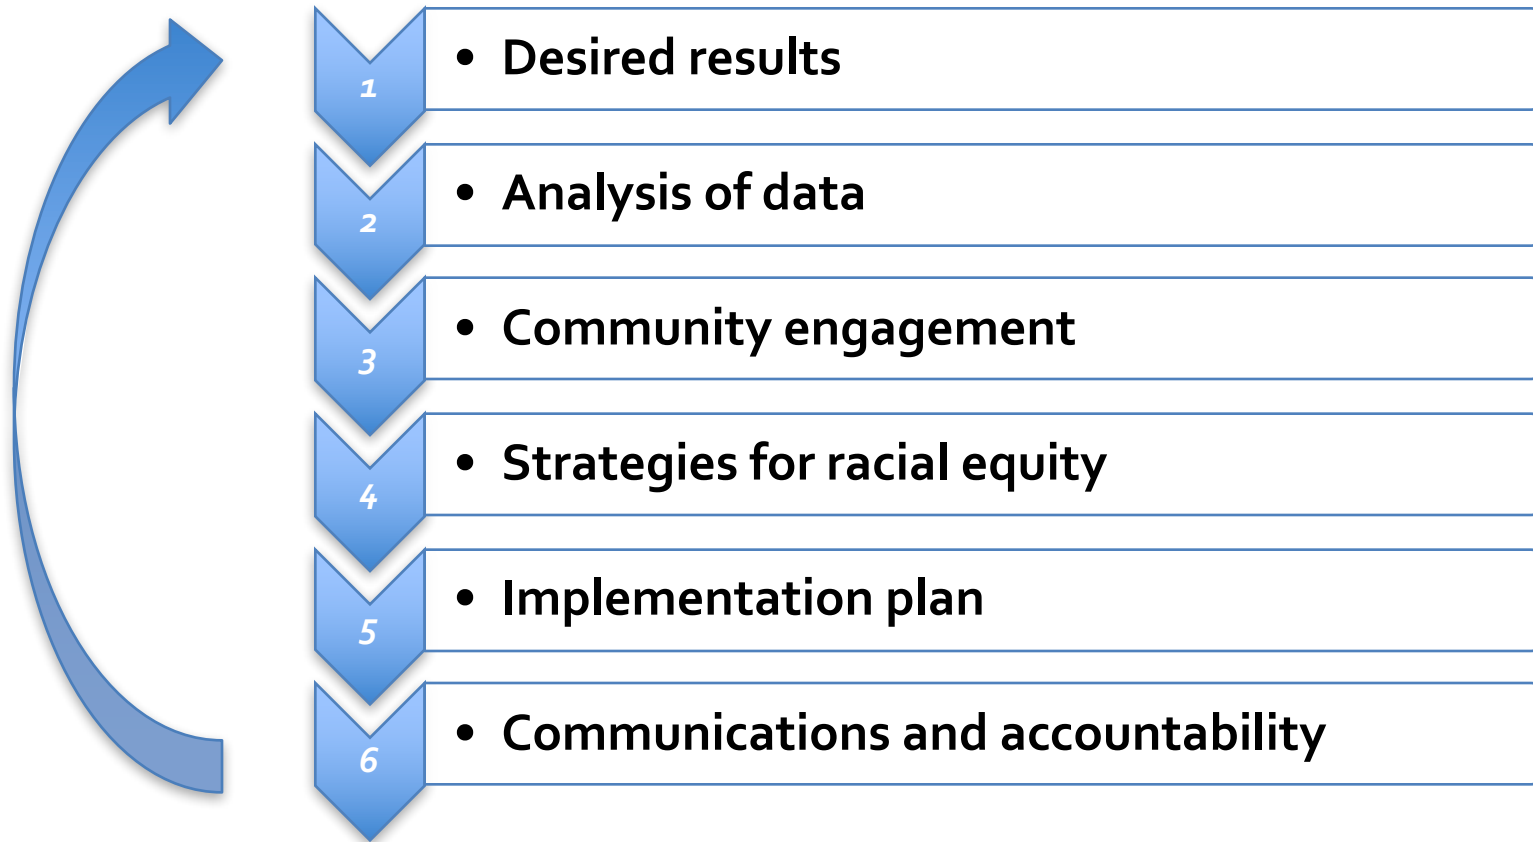 1 • Desired results
2 • Analysis of data
3 • Community engagement
4 • Strategies for racial equity
5 • Implementation plan
6 • Communications and accountability